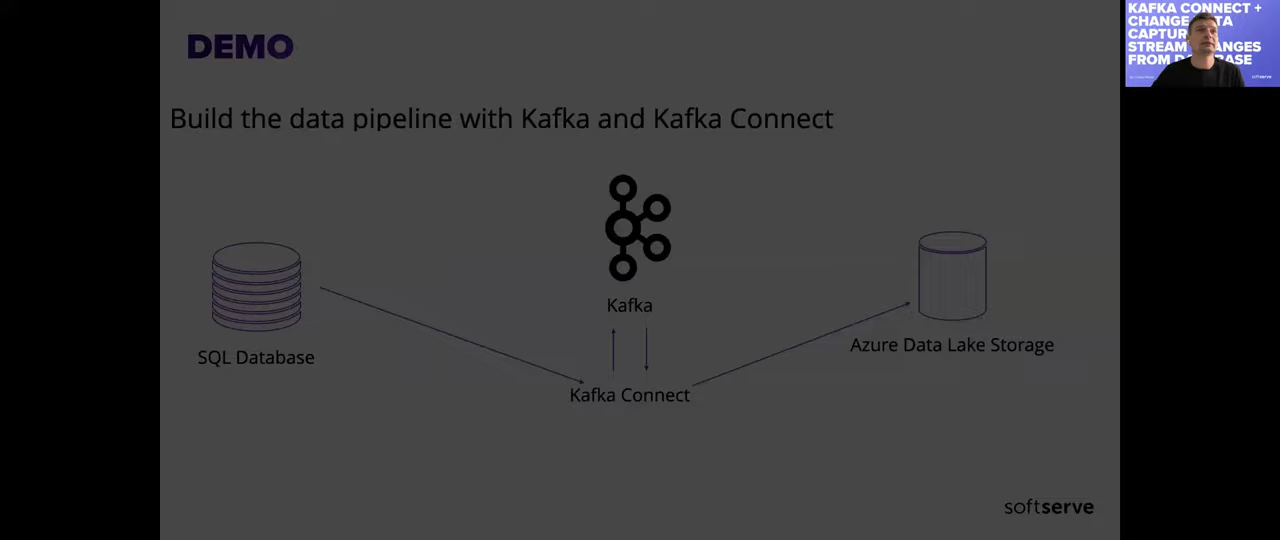 DEMO
Build the data pipeline with Kafka and Kafka Connect
Kafka
SQL Database
Azure Data Lake Storage
Kafka Connect
softserve
KAFKA CONNECT +
CHANGE
CAPTUR
STREAM
FROM
softserve